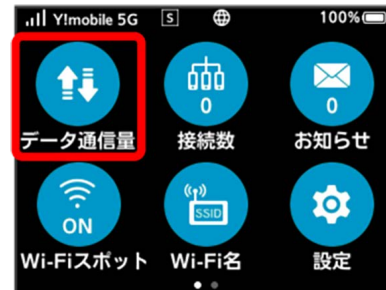 Y!mobile 5G S 100%
0 0
データ通信量 接続数 お知らせ
ON SSID
Wi-Fiスポット Wi-Fi名 設定